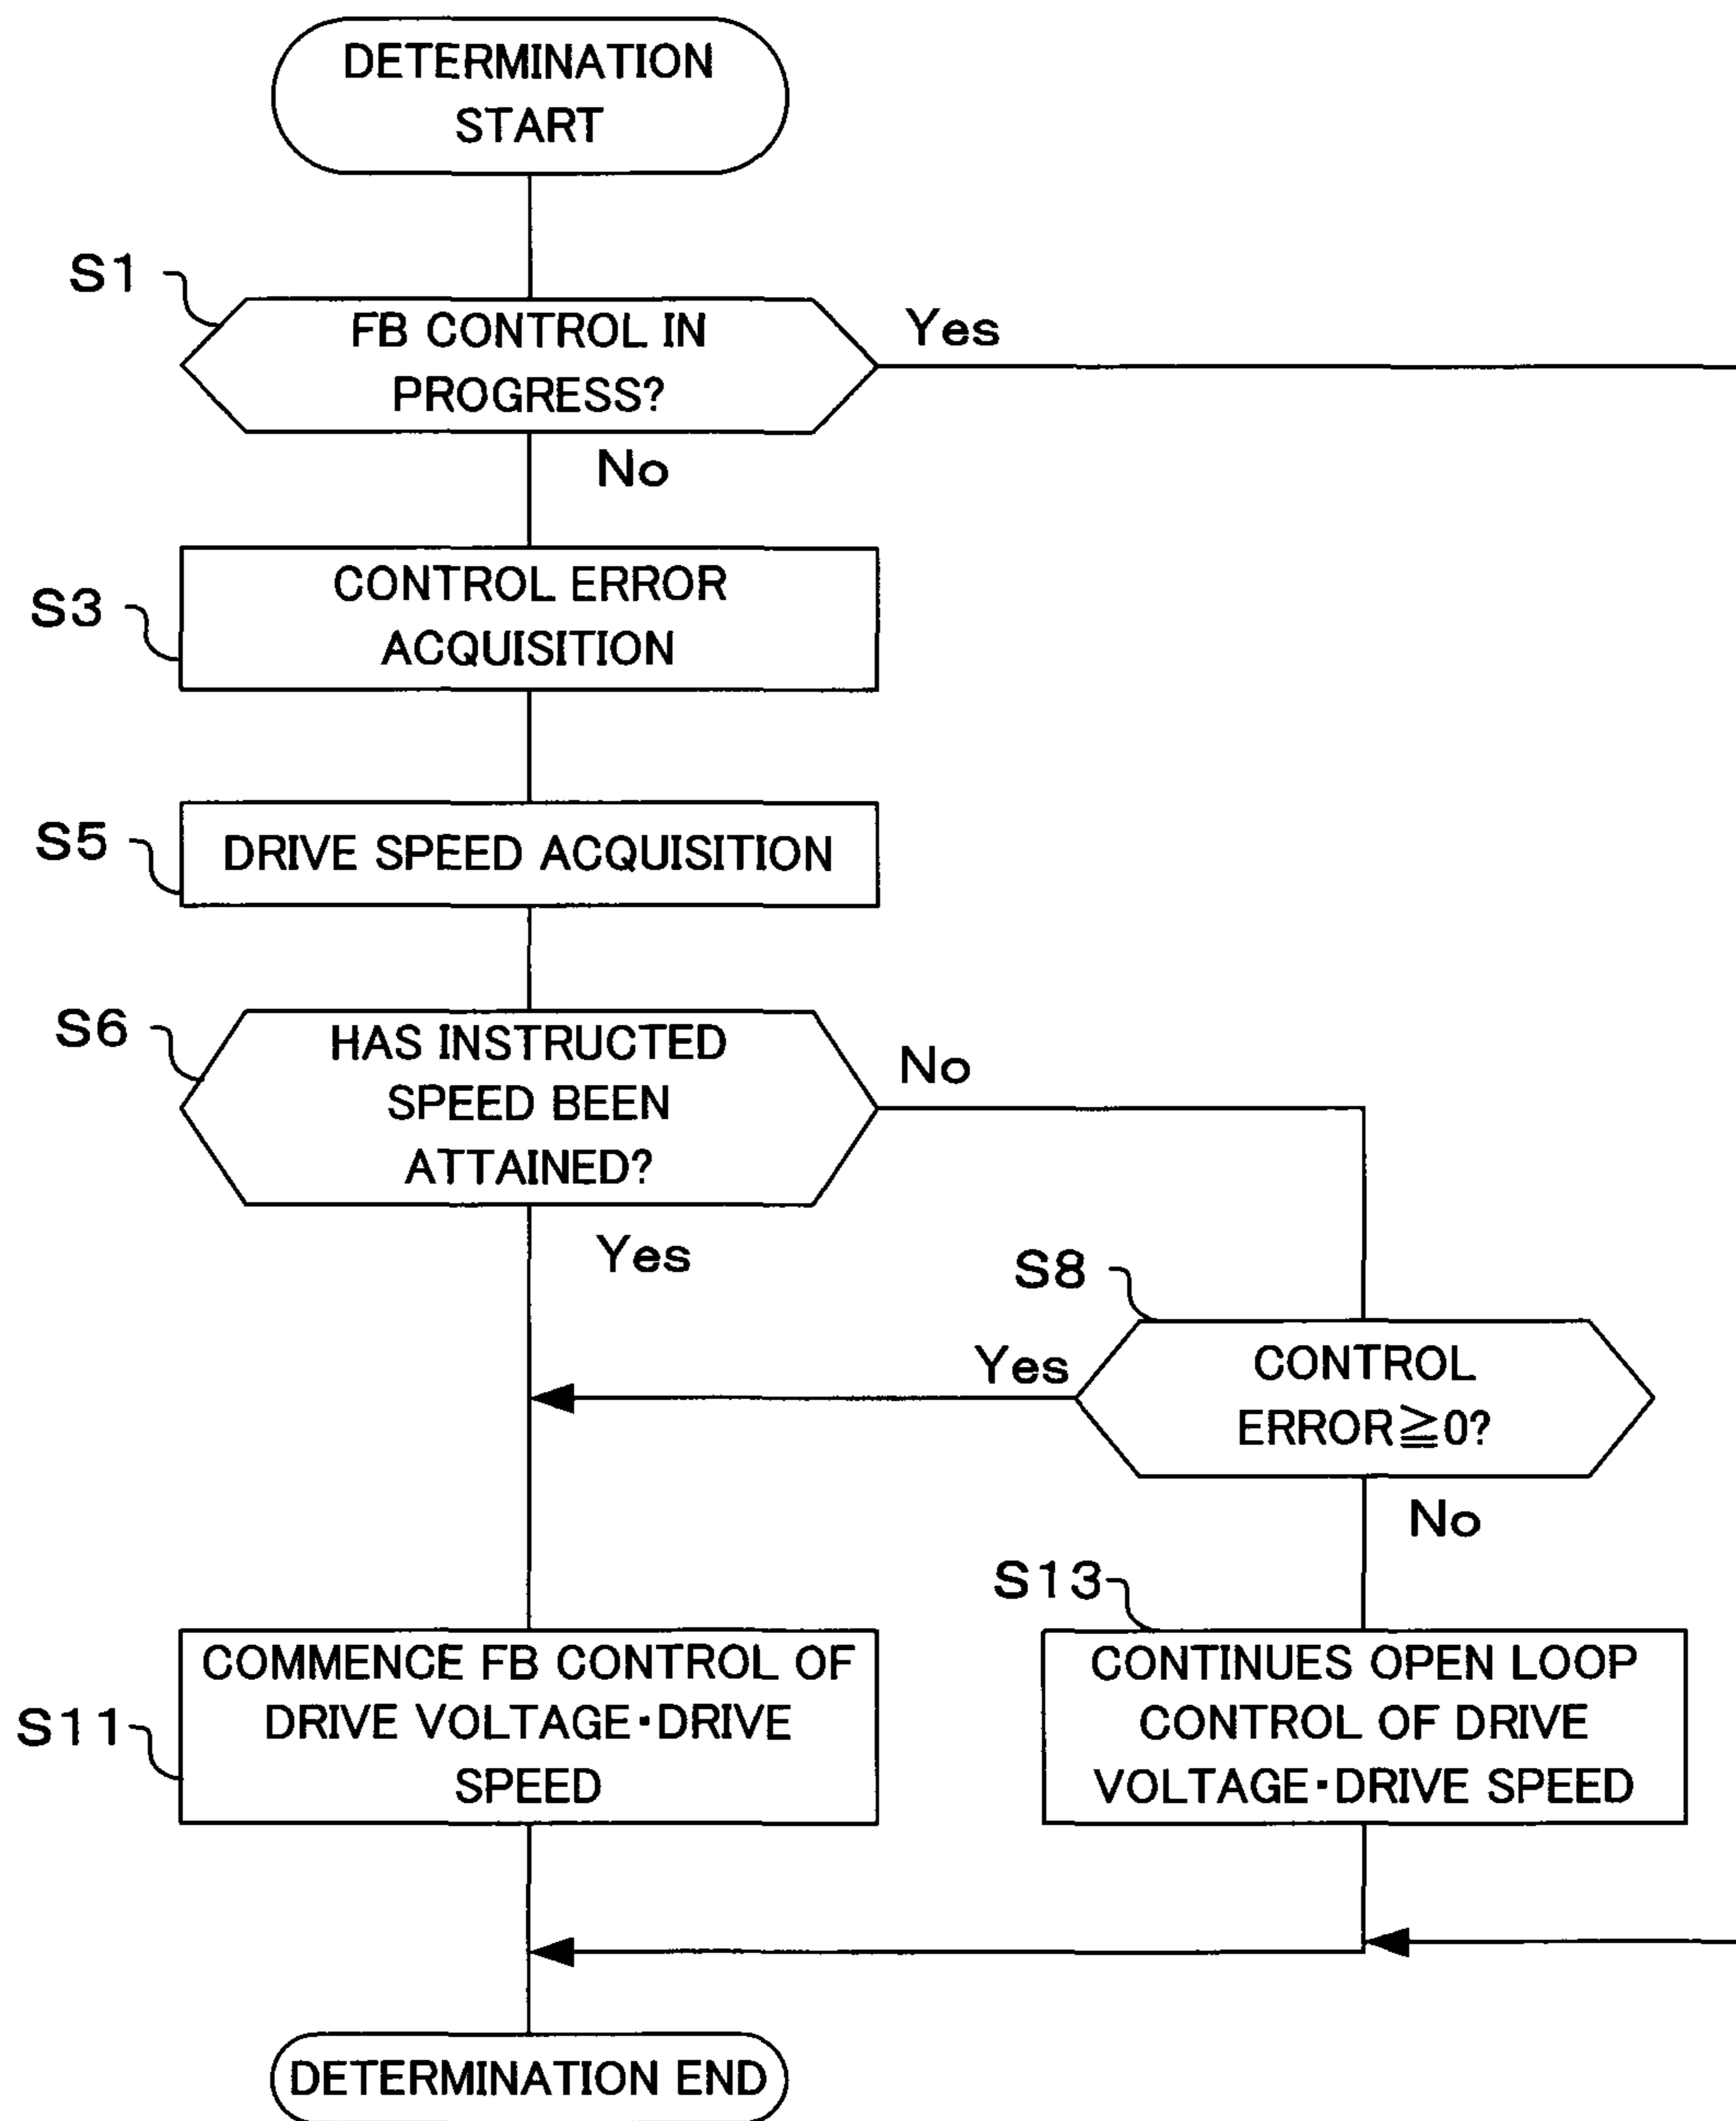 DETERMINATION
START
S1
FB CONTROL IN
PROGRESS?
Yes
No
S3
CONTROL ERROR
ACQUISITION
S5
DRIVE SPEED ACQUISITION
S6
HAS INSTRUCTED
SPEED BEEN
ATTAINED?
No
Yes
S8
CONTROL
ERROR≧0?
Yes
No
S11
COMMENCE FB CONTROL OF
DRIVE VOLTAGE・DRIVE
SPEED
S13
CONTINUES OPEN LOOP
CONTROL OF DRIVE
VOLTAGE・DRIVE SPEED
DETERMINATION END